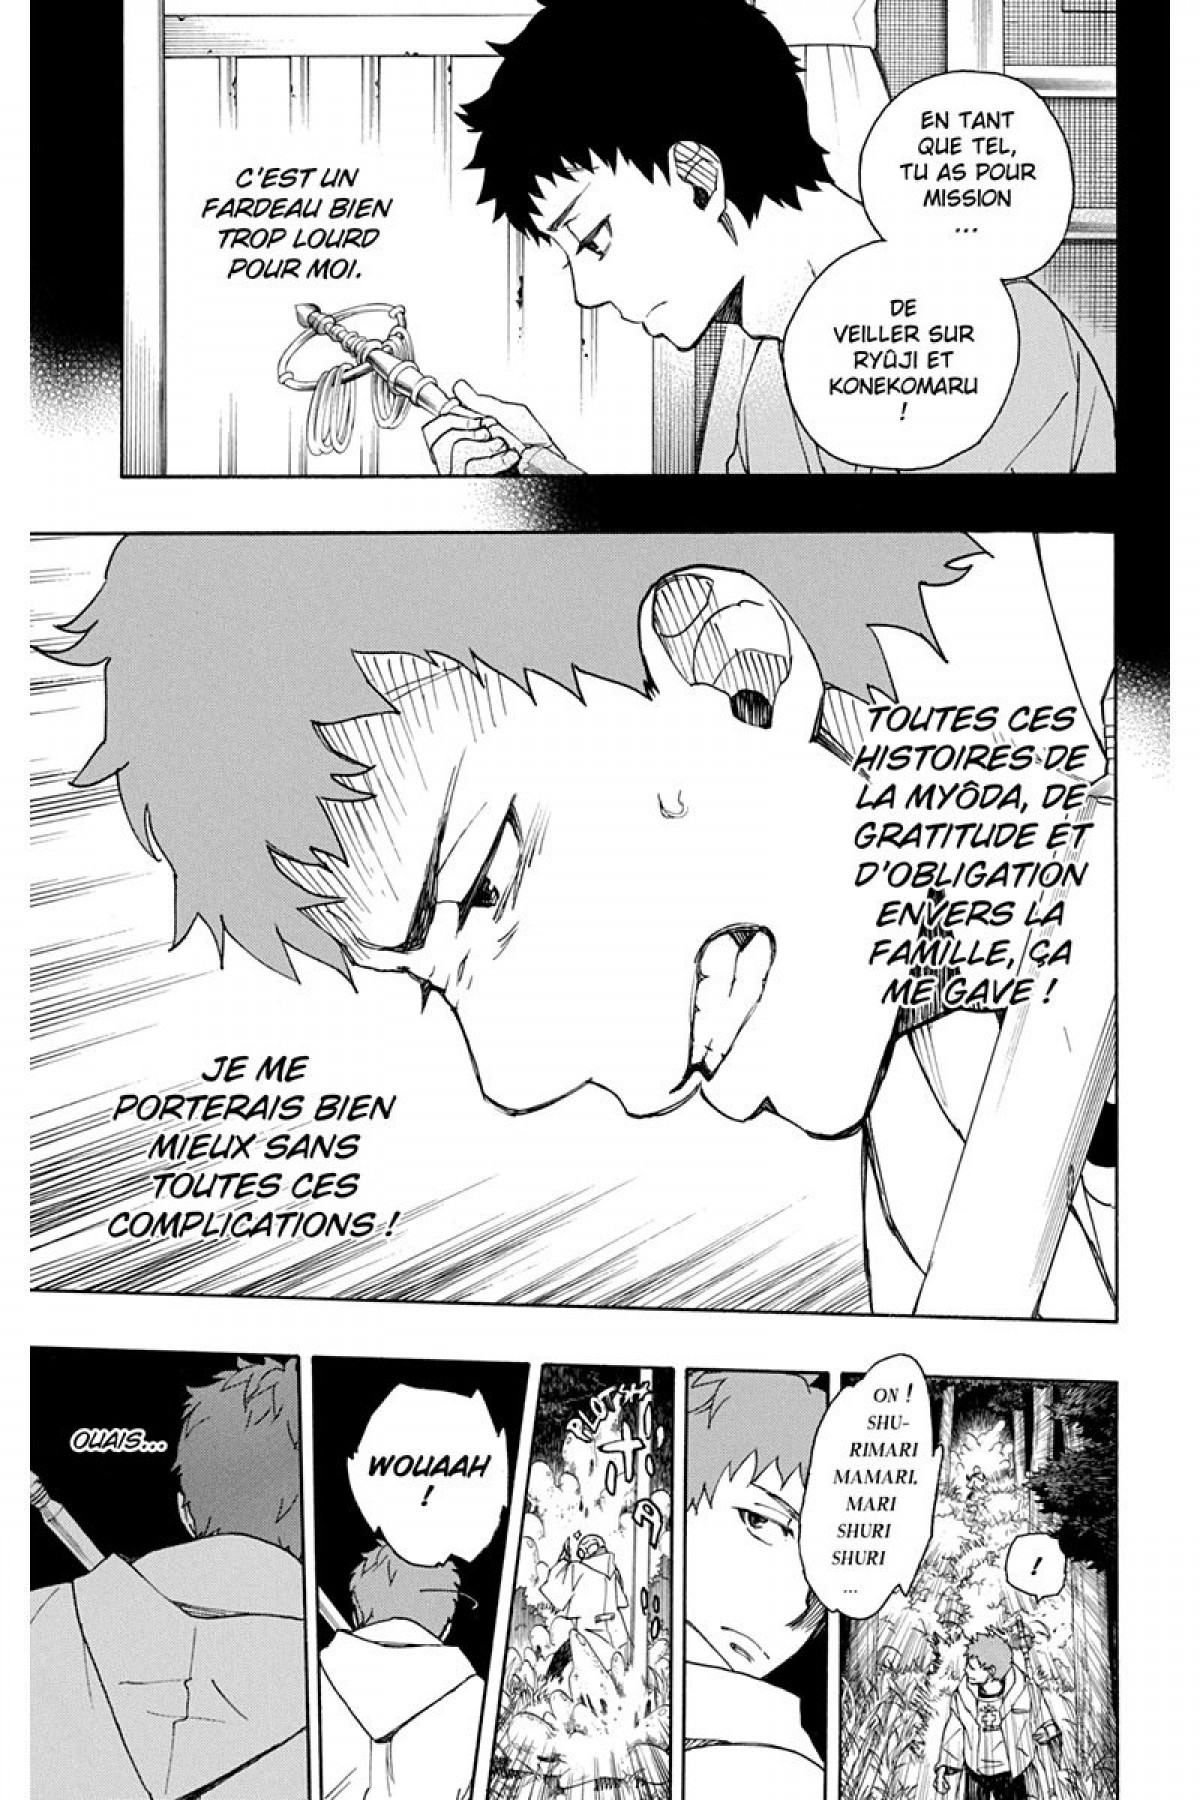 EN TANT
QUE TEL,
TU AS POUR
MISSION
...
DE
VEILLER SUR
RYÛJI ET
KONEKOMARU
!
C'EST UN
FARDEAU BIEN
TROP LOURD
POUR MOI.
TOUTES CES
HISTOIRES DE
LA MYÔDA, DE
GRATITUDE ET
D'OBLIGATION
ENVERS LA
FAMILLE, ÇA
ME GAVE !
JE ME
PORTERAIS BIEN
MIEUX SANS
TOUTES CES
COMPLICATIONS !
!
ON !
SHU-
RIMARI
MAMARI,
MARI
SHURI
SHURI
...
WOUAAH
!
OUAIS...